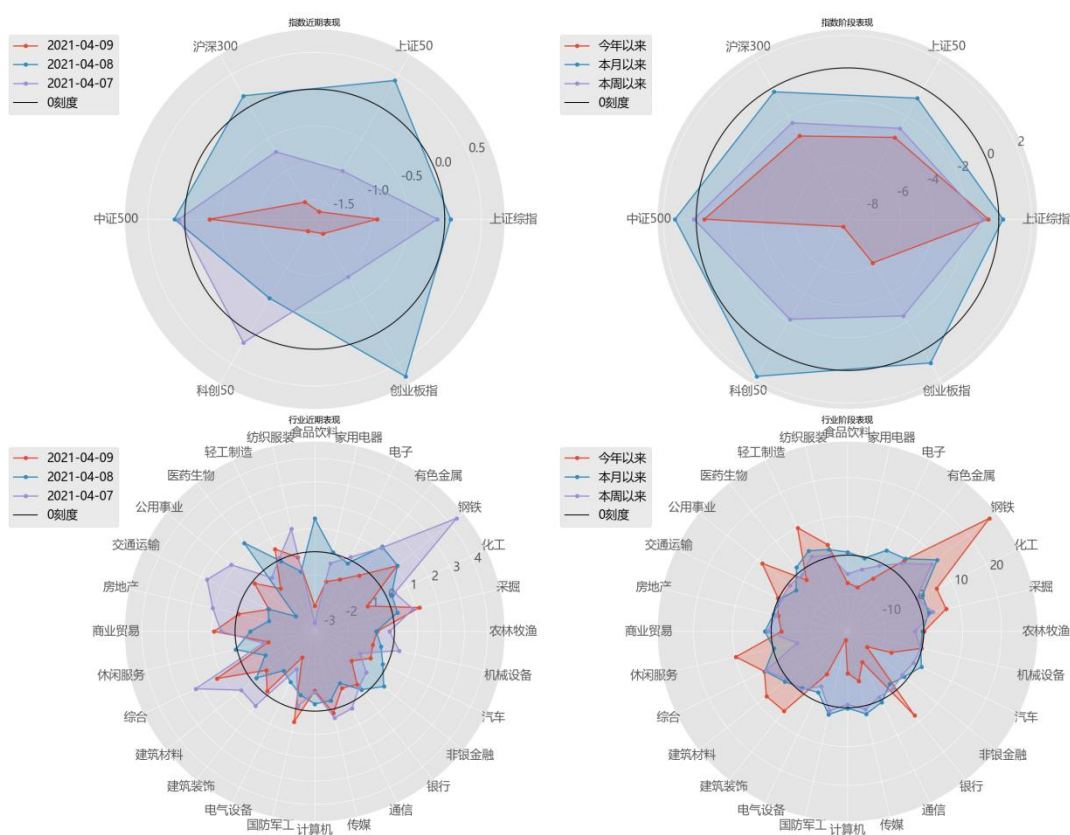 指数近期表现
2021-04-09
2021-04-08
2021-04-07
0刻度
沪深300
上证50
中证500
上证综指
科创50
创业板指
-1.5
-1.0
-0.5
0.0
0.5
指数阶段表现
今年以来
本月以来
本周以来
0刻度
沪深300
上证50
中证500
上证综指
科创50
创业板指
-8
-6
-4
-2
0
2
行业近期表现
2021-04-09
2021-04-08
2021-04-07
0刻度
食品饮料
纺织服装
家用电器
轻工制造
电子
医药生物
有色金属
公用事业
钢铁
交通运输
化工
房地产
采掘
商业贸易
农林牧渔
休闲服务
机械设备
综合
汽车
建筑材料
非银金融
建筑装饰
银行
电气设备
通信
国防军工
传媒
计算机
-3
-2
1
2
3
4
行业阶段表现
今年以来
本月以来
本周以来
0刻度
食品饮料
纺织服装
家用电器
轻工制造
电子
医药生物
有色金属
公用事业
钢铁
交通运输
化工
房地产
采掘
商业贸易
农林牧渔
休闲服务
机械设备
综合
汽车
建筑材料
非银金融
建筑装饰
银行
电气设备
通信
国防军工
传媒
计算机
-10
10
20